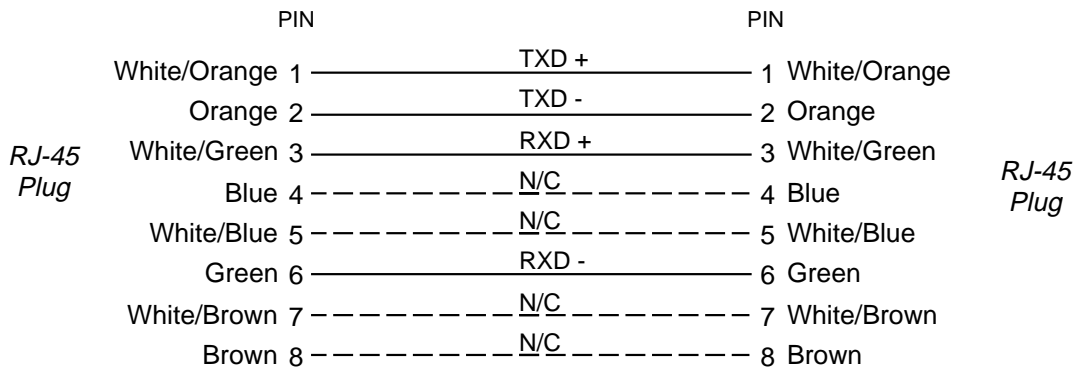 PIN PIN
White/Orange 1 TXD + 1 White/Orange
Orange 2 TXD - 2 Orange
White/Green 3 RXD + 3 White/Green
RJ-45
Plug
Blue 4 N/C 4 Blue
RJ-45
Plug
White/Blue 5 N/C 5 White/Blue
Green 6 RXD - 6 Green
White/Brown 7 N/C 7 White/Brown
Brown 8 N/C 8 Brown